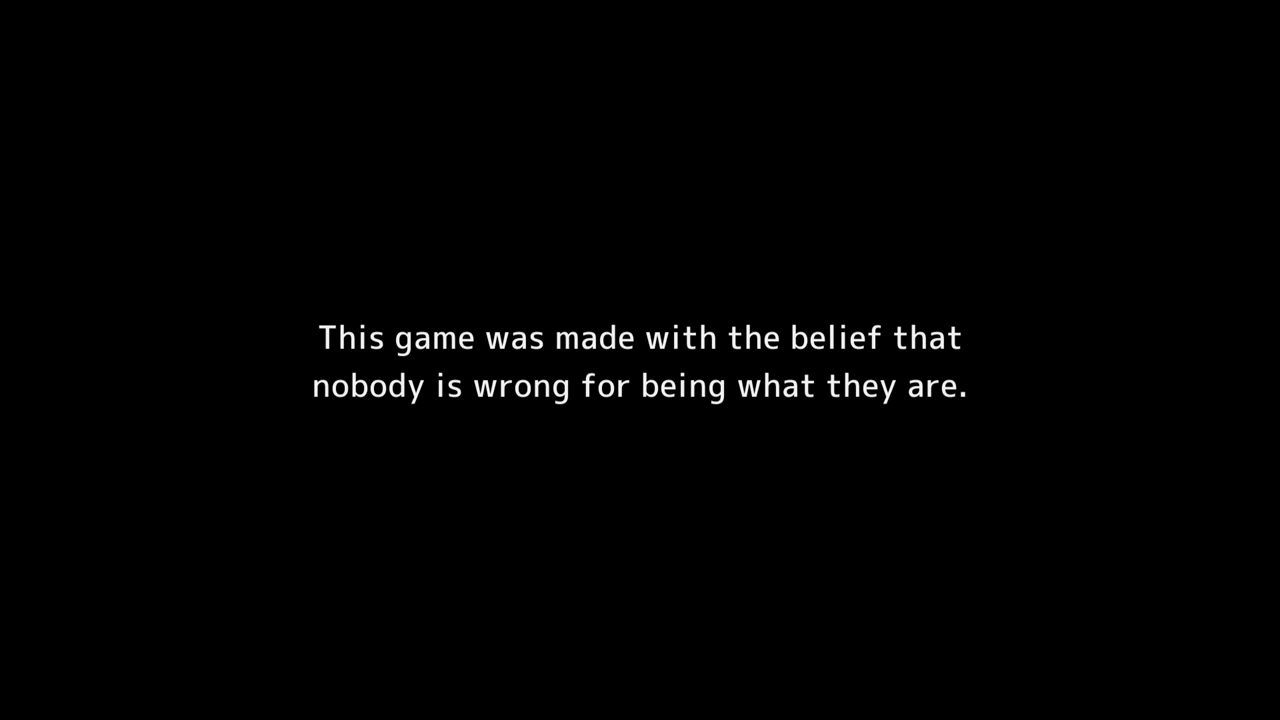 This game was made with the belief that
nobody is wrong for being what they are.